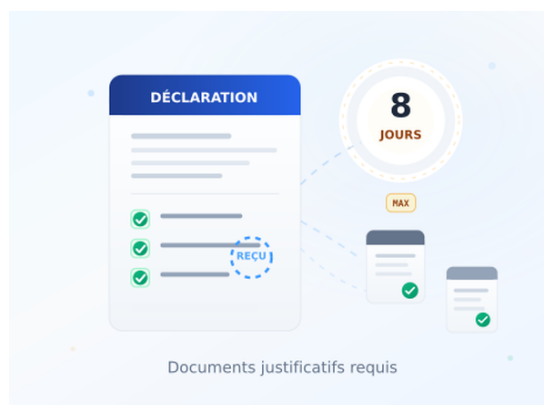 DÉCLARATION
8
JOURS
MAX
REÇU
Documents justificatifs requis